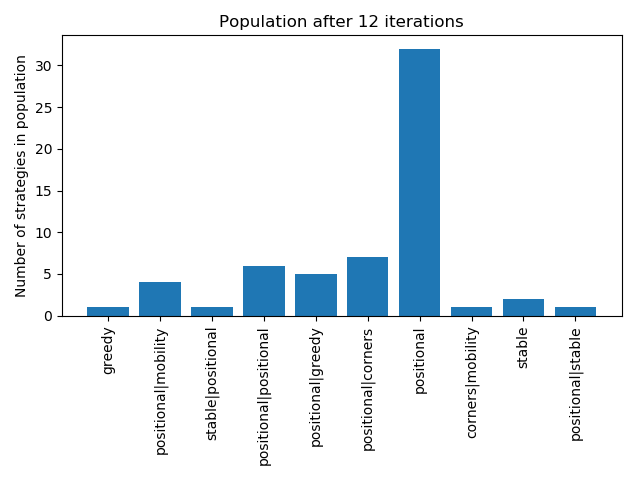 Population after 12 iterations
Number of strategies in population
30
25
20
15
10
5
0
greedy
positional|mobility
stable|positional
positional|positional
positional|greedy
positional|corners
positional
corners|mobility
stable
positional|stable